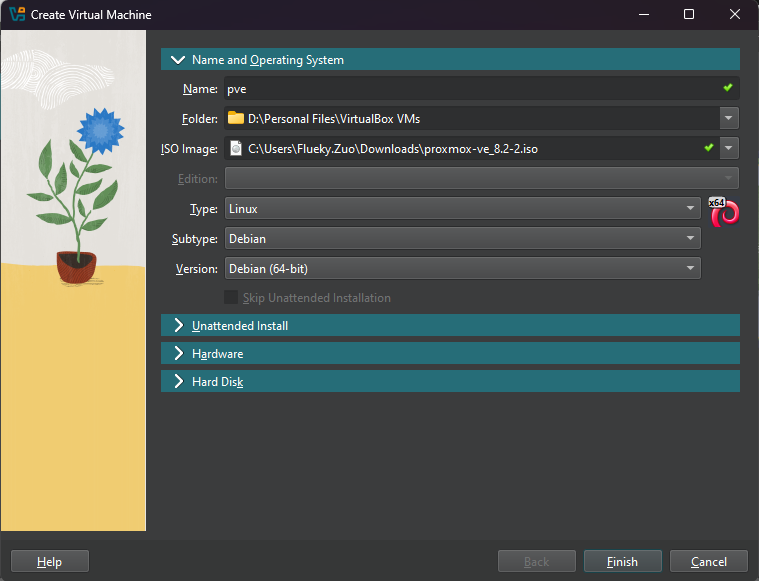 Create Virtual Machine
Name and Operating System
Name: pve
Folder: D:\Personal Files\VirtualBox VMs
ISO Image: C:\Users\Flueky.Zuo\Downloads\proxmox-ve_8.2-2.iso
Edition:
Type: Linux
x64
Subtype: Debian
Version: Debian (64-bit)
Skip Unattended Installation
Unattended Install
Hardware
Hard Disk
Help Back Finish Cancel